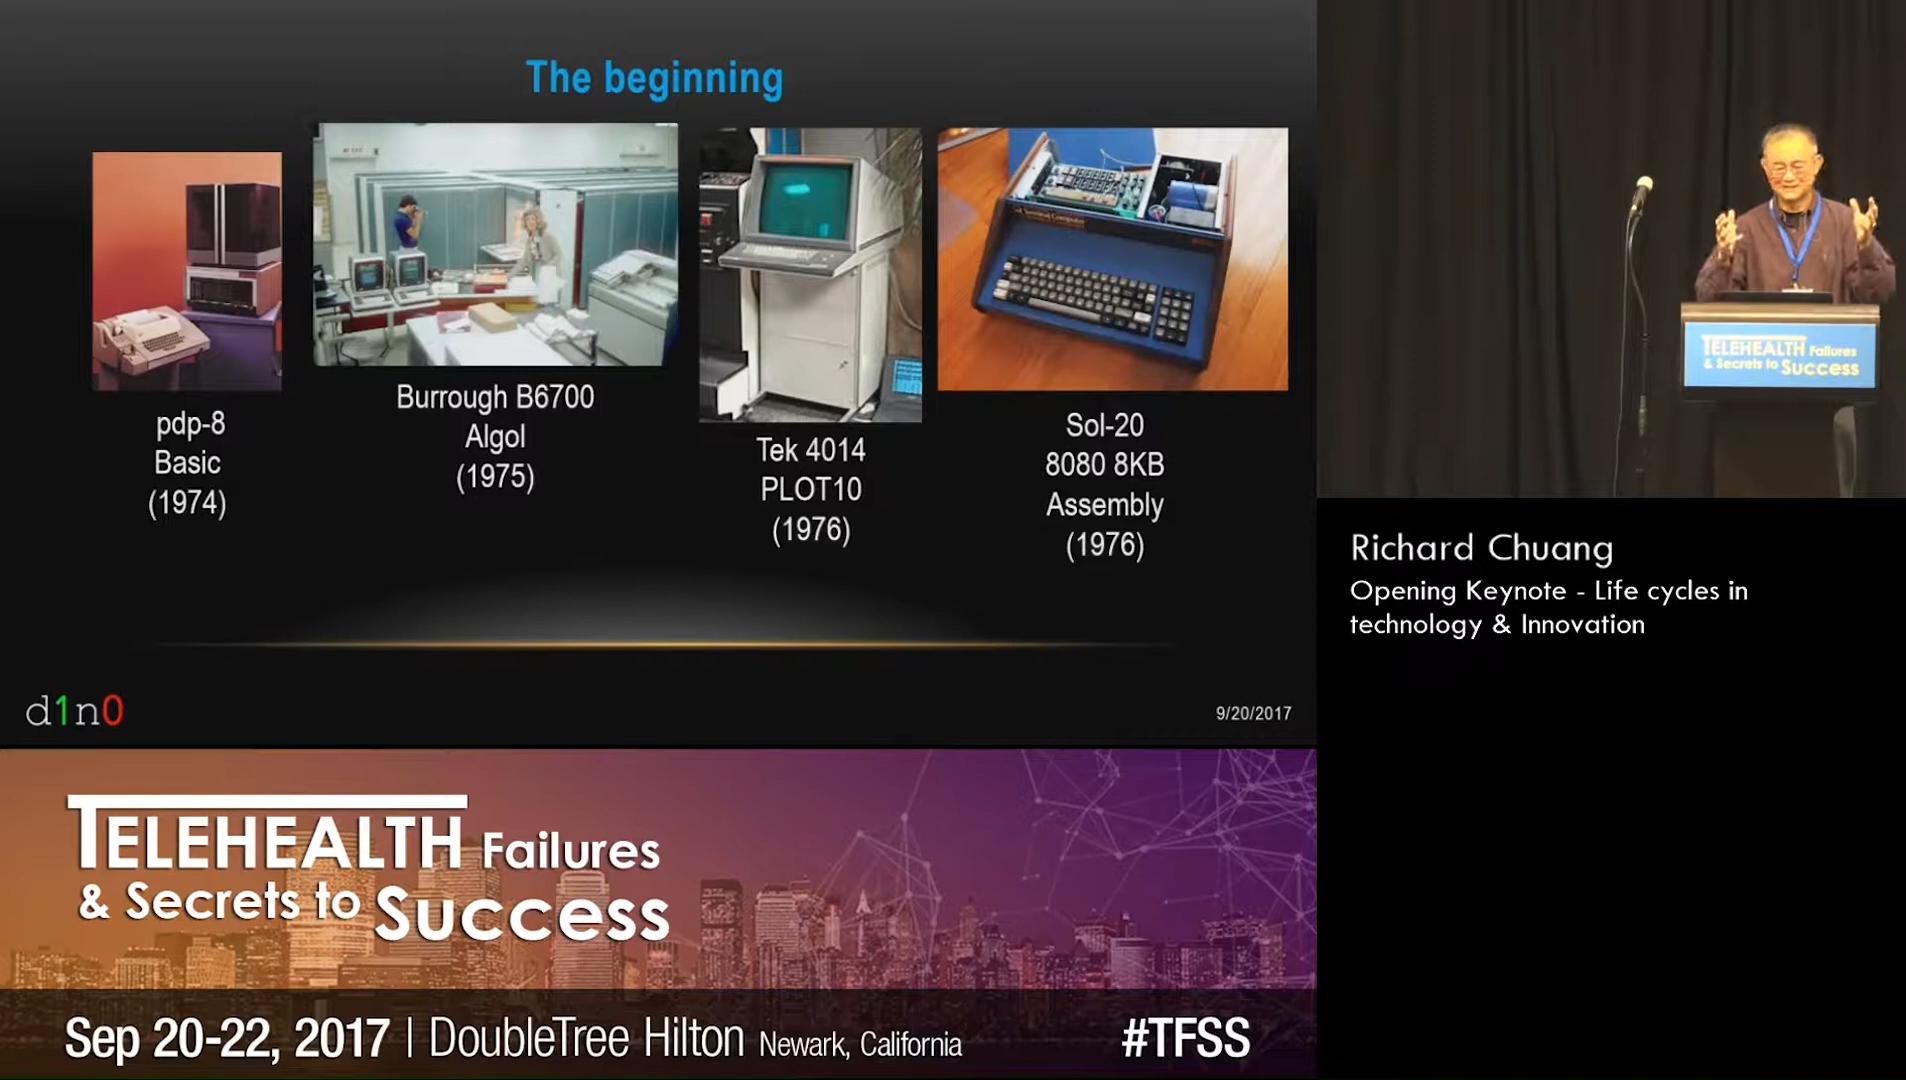 The beginning
pdp-8
Basic
(1974)
Burrough B6700
Algol
(1975)
Tek 4014
PLOT10
(1976)
Sol-20
8080 8KB
Assembly
(1976)
d1n0
9/20/2017
TELEHEALTH Failures
& Secrets to Success
Richard Chuang
Opening Keynote - Life cycles in
technology & Innovation
TELEHEALTH Failures
& Secrets to Success
Sep 20-22, 2017 | DoubleTree Hilton Newark, California
#TFSS